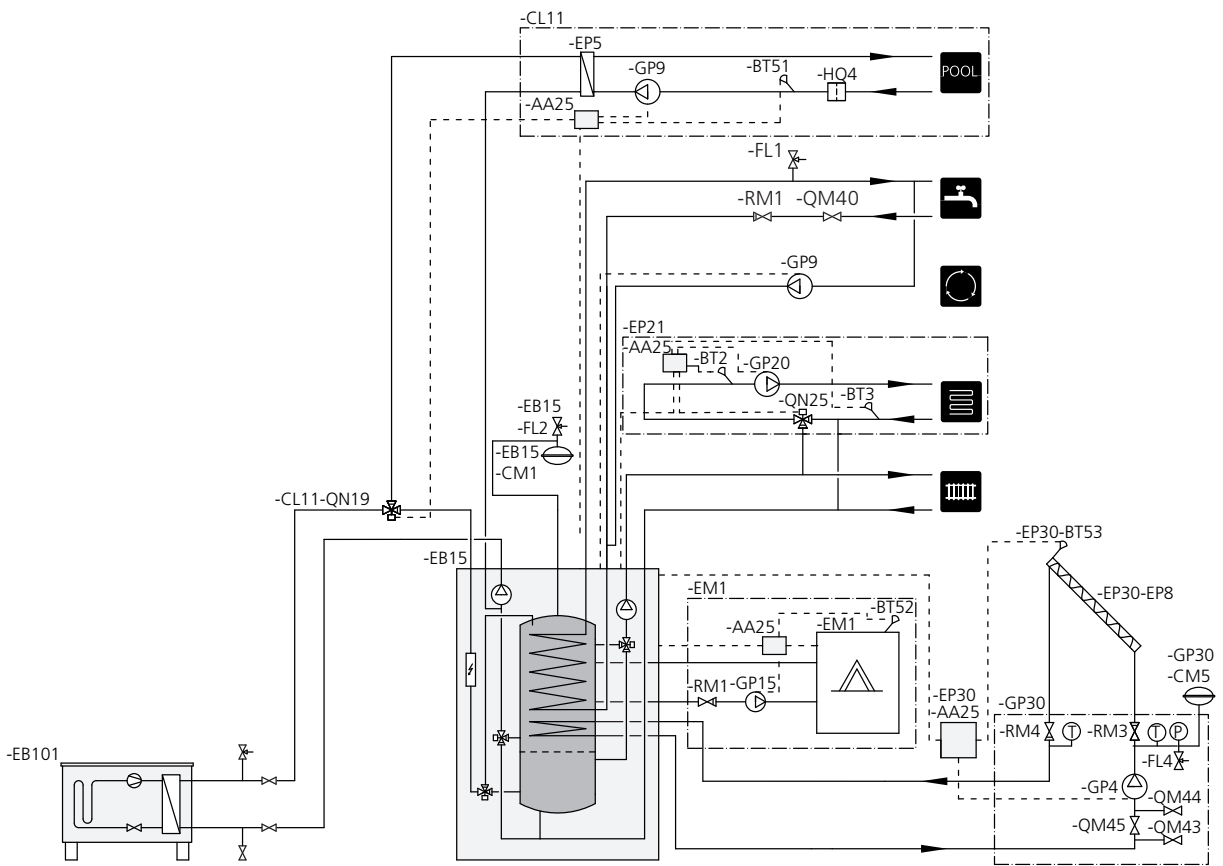 -CL11
-EP5
-GP9
-BT51
-HQ4
POOL
-AA25
-FL1
-RM1
-QM40
-GP9
-EP21
-AA25
-BT2
-GP20
-QN25
-BT3
-EB15
-FL2
-EB15
-CM1
-CL11-QN19
-EB15
-EP30-BT53
-EM1
-BT52
-AA25
-EM1
-EP30-EP8
-GP30
-CM5
-RM1
-GP15
-EP30
-AA25
-GP30
-RM4
T
-RM3
T
P
-FL4
-EB101
-GP4
-QM44
-QM45
-QM43